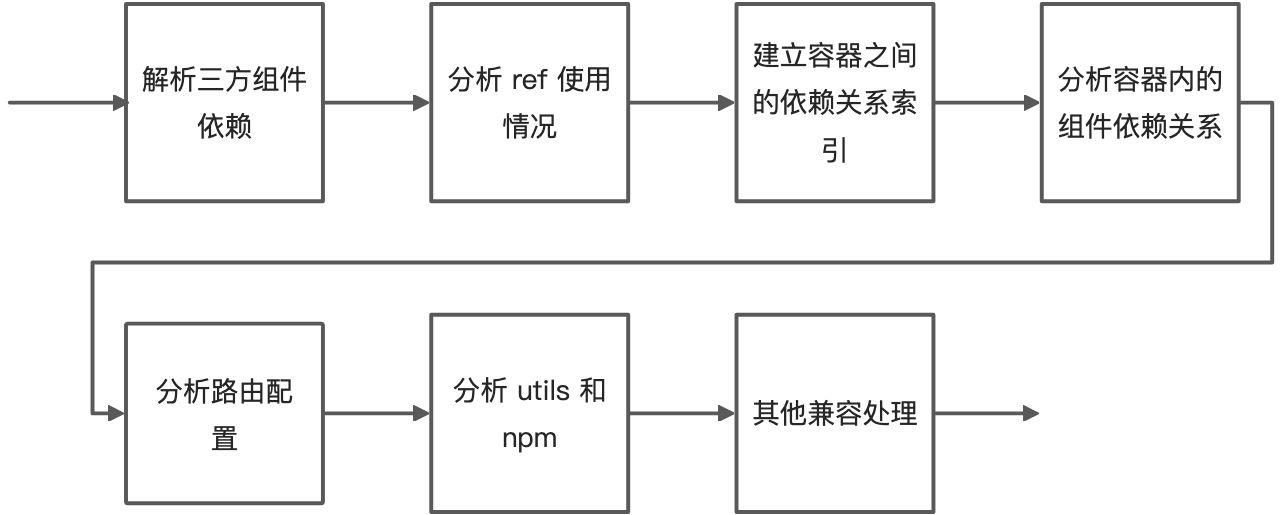 解析三方组件
依赖
分析 ref 使用
情况
建立容器之间
的依赖关系索
引
分析容器内的
组件依赖关系
分析路由配
置
分析 utils 和
npm
其他兼容处理